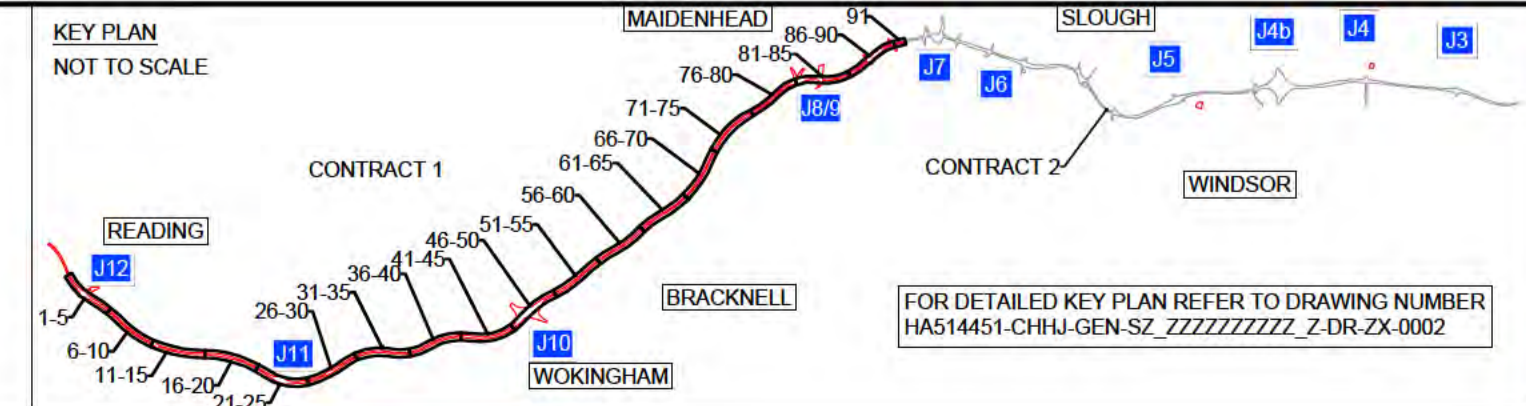 KEY PLAN
NOT TO SCALE
MAIDENHEAD
91
SLOUGH
86-90
81-85
76-80
J7
J6
J5
J4b
J4
J3
J8/9
71-75
66-70
61-65
CONTRACT 1
CONTRACT 2
WINDSOR
56-60
51-55
46-50
41-45
36-40
31-35
26-30
READING
J12
1-5
6-10
11-15
16-20
21-25
J11
J10
WOKINGHAM
BRACKNELL
FOR DETAILED KEY PLAN REFER TO DRAWING NUMBER
HA514451-CHHJ-GEN-SZ_ZZZZZZZZZZ_Z-DR-ZX-0002